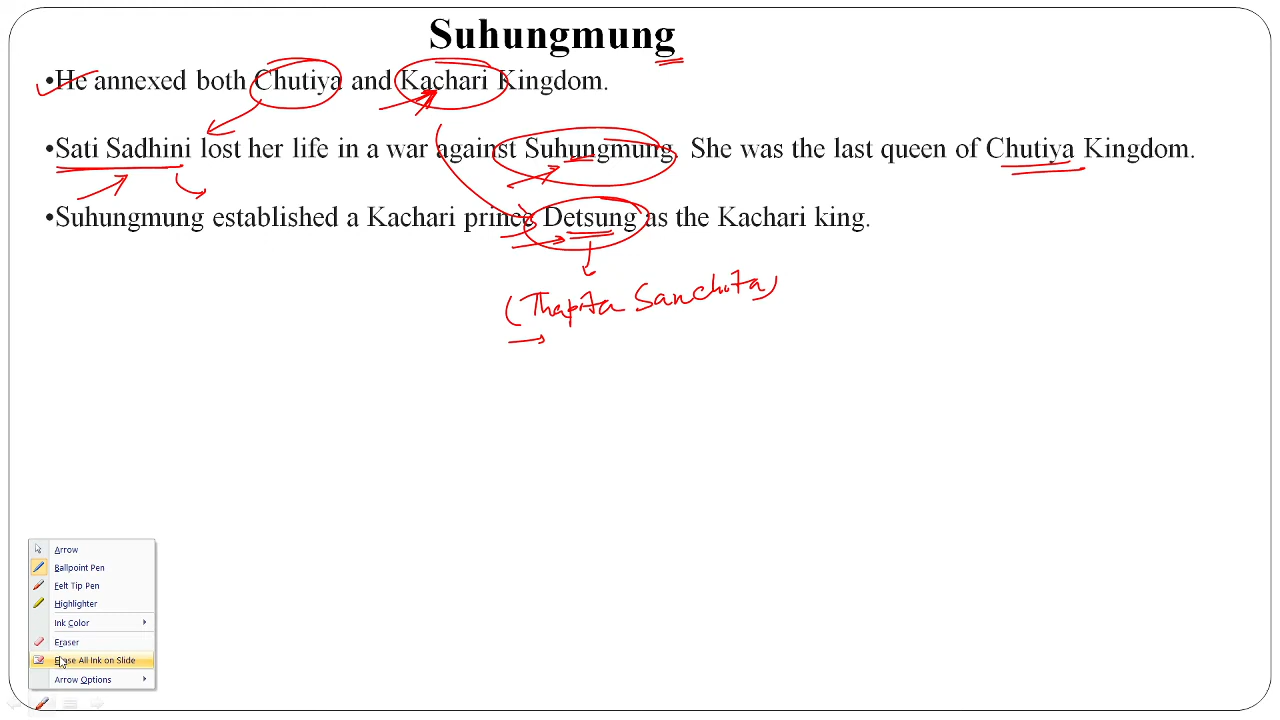 Suhungmung
•He annexed both Chutiya and Kachari Kingdom.
•Sati Sadhini lost her life in a war against Suhungmung. She was the last queen of Chutiya Kingdom.
•Suhungmung established a Kachari prince Detsung as the Kachari king.
(Thapita Sanchita)
Arrow
Ballpoint Pen
Felt Tip Pen
Highlighter
Ink Color
Eraser
Erase All Ink on Slide
Arrow Options